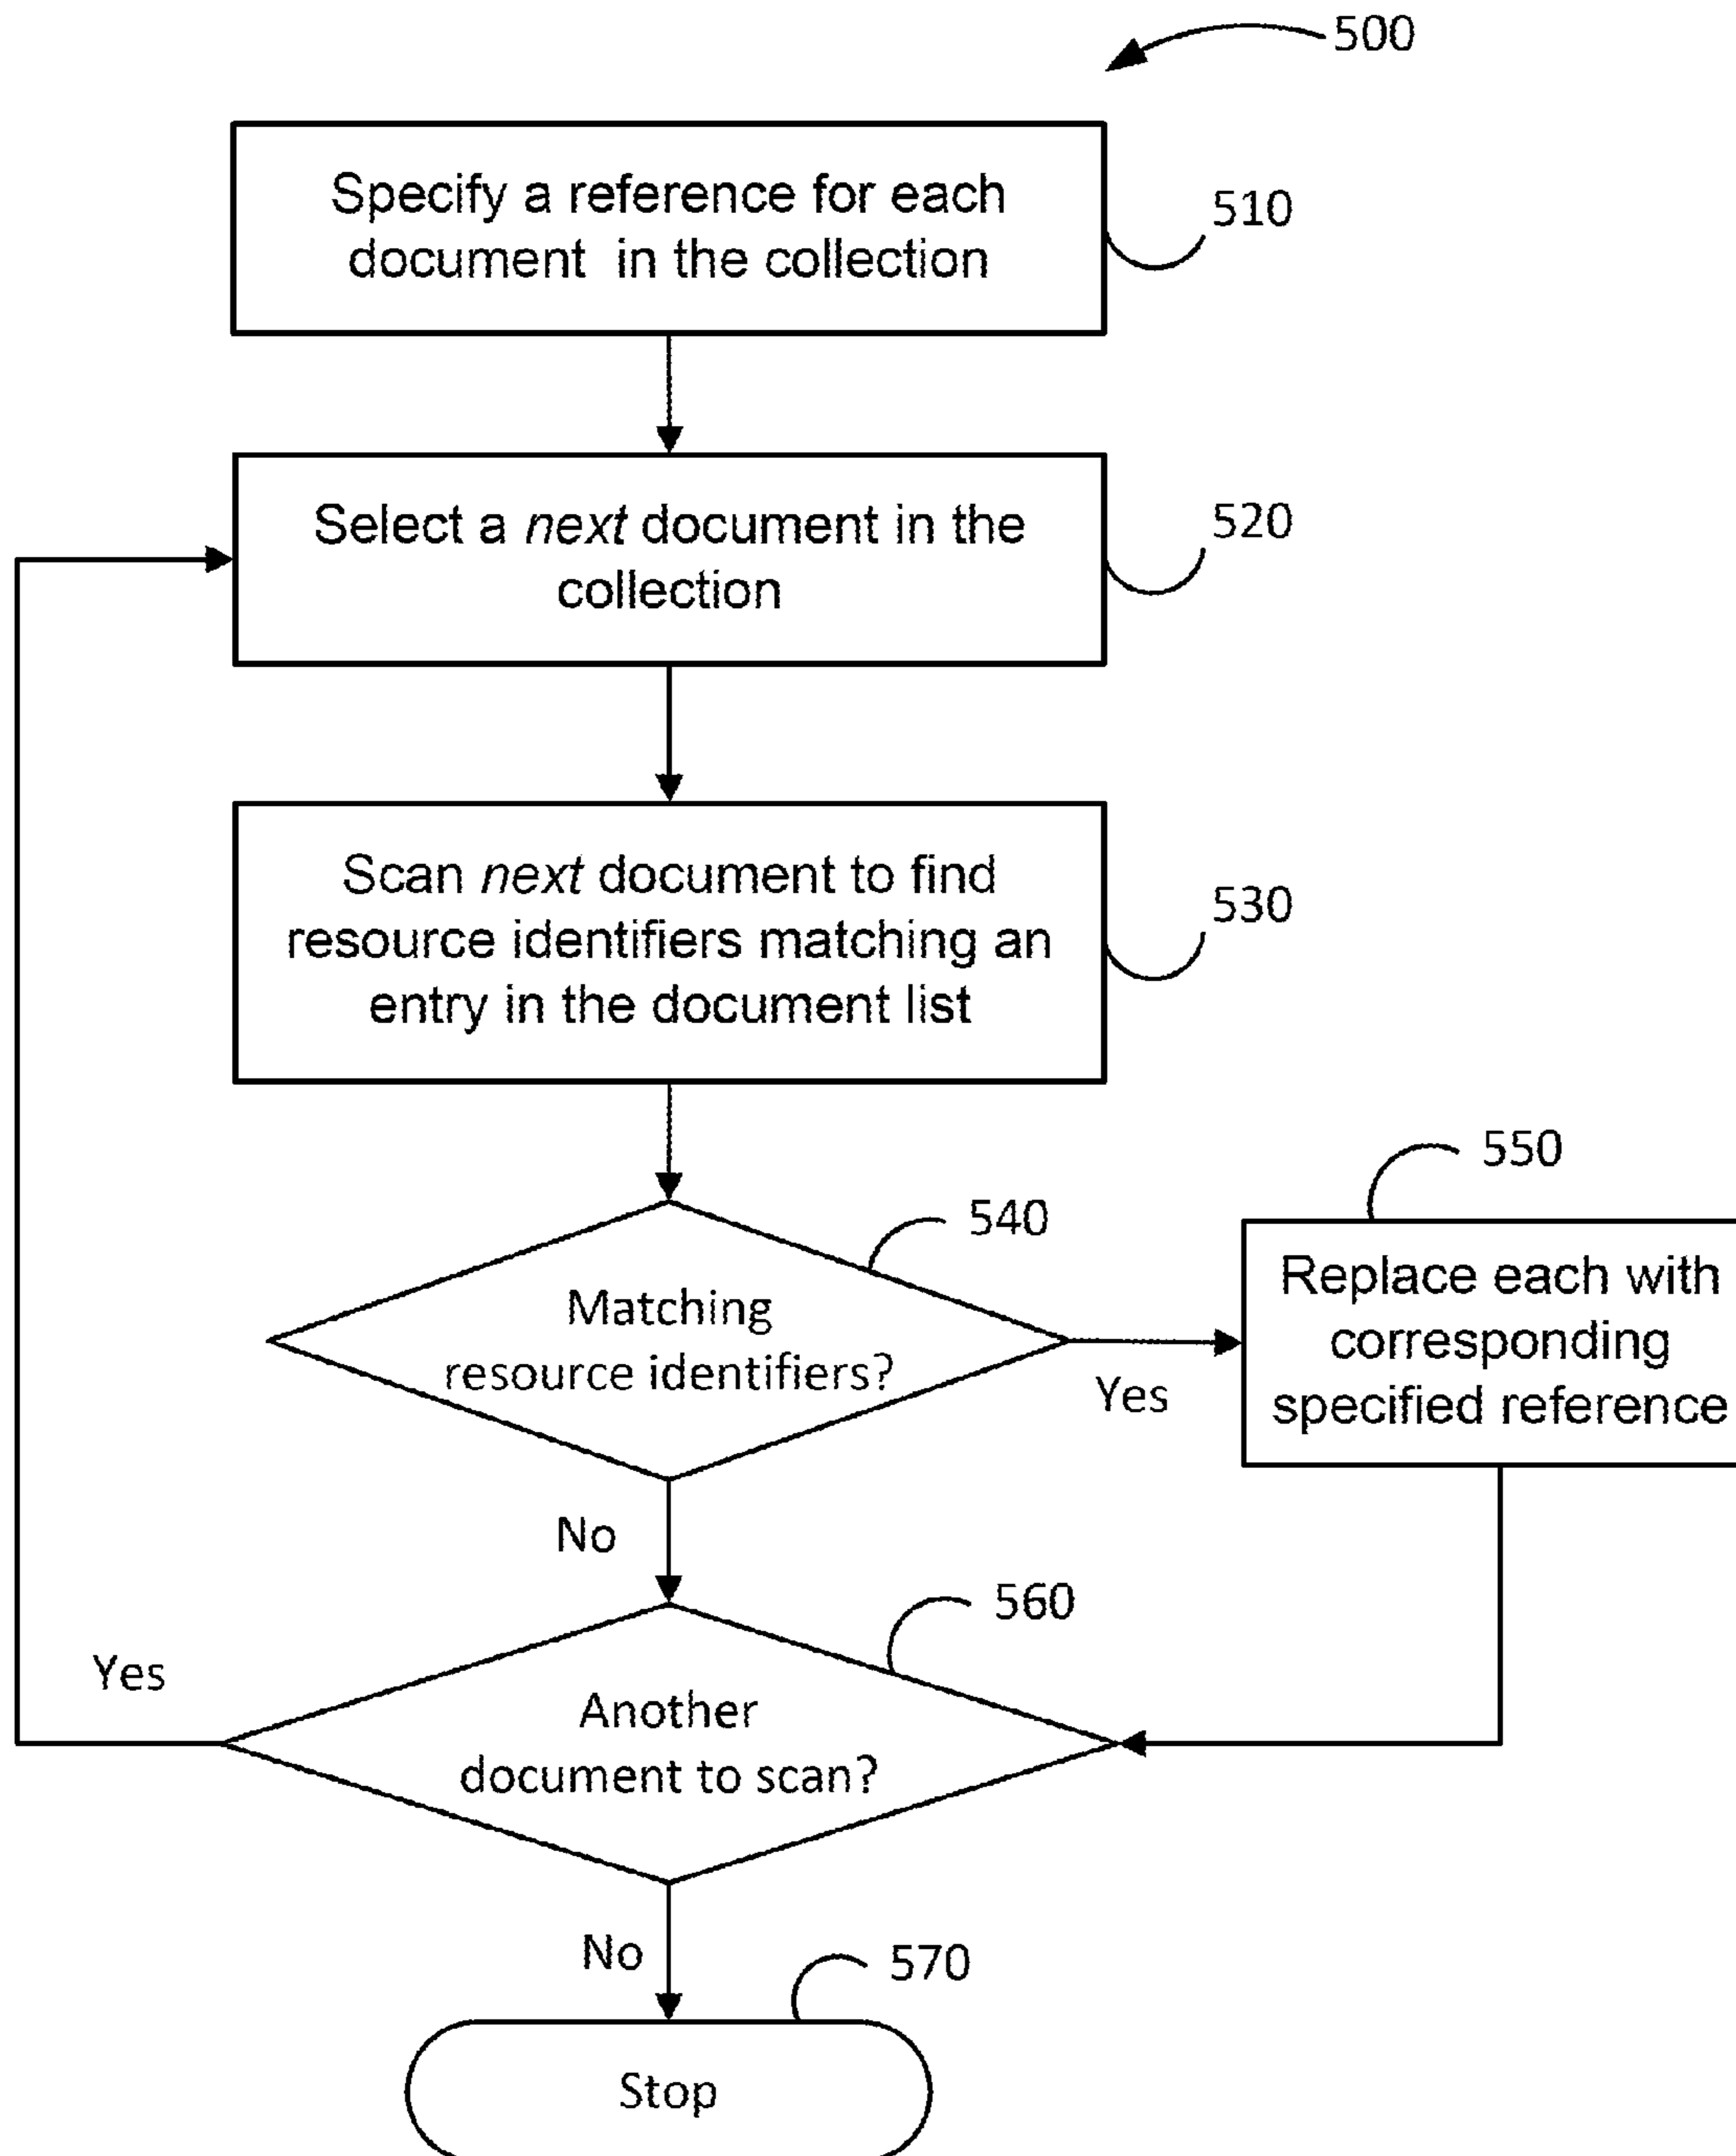 500
Specify a reference for each
document in the collection
510
Select a next document in the
collection
520
Scan next document to find
resource identifiers matching an
entry in the document list
530
540
Matching
resource identifiers?
Yes
550
Replace each with
corresponding
specified reference
No
560
Another
document to scan?
Yes
No
570
Stop